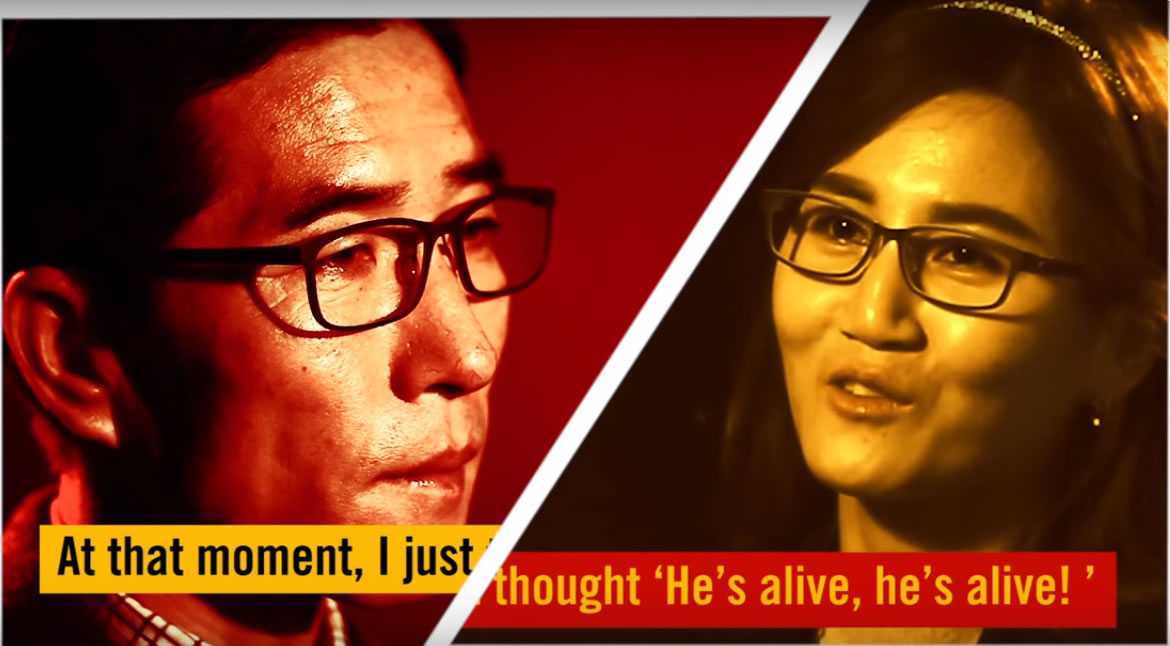 At that moment, I just
thought ‘He’s alive, he’s alive! ’